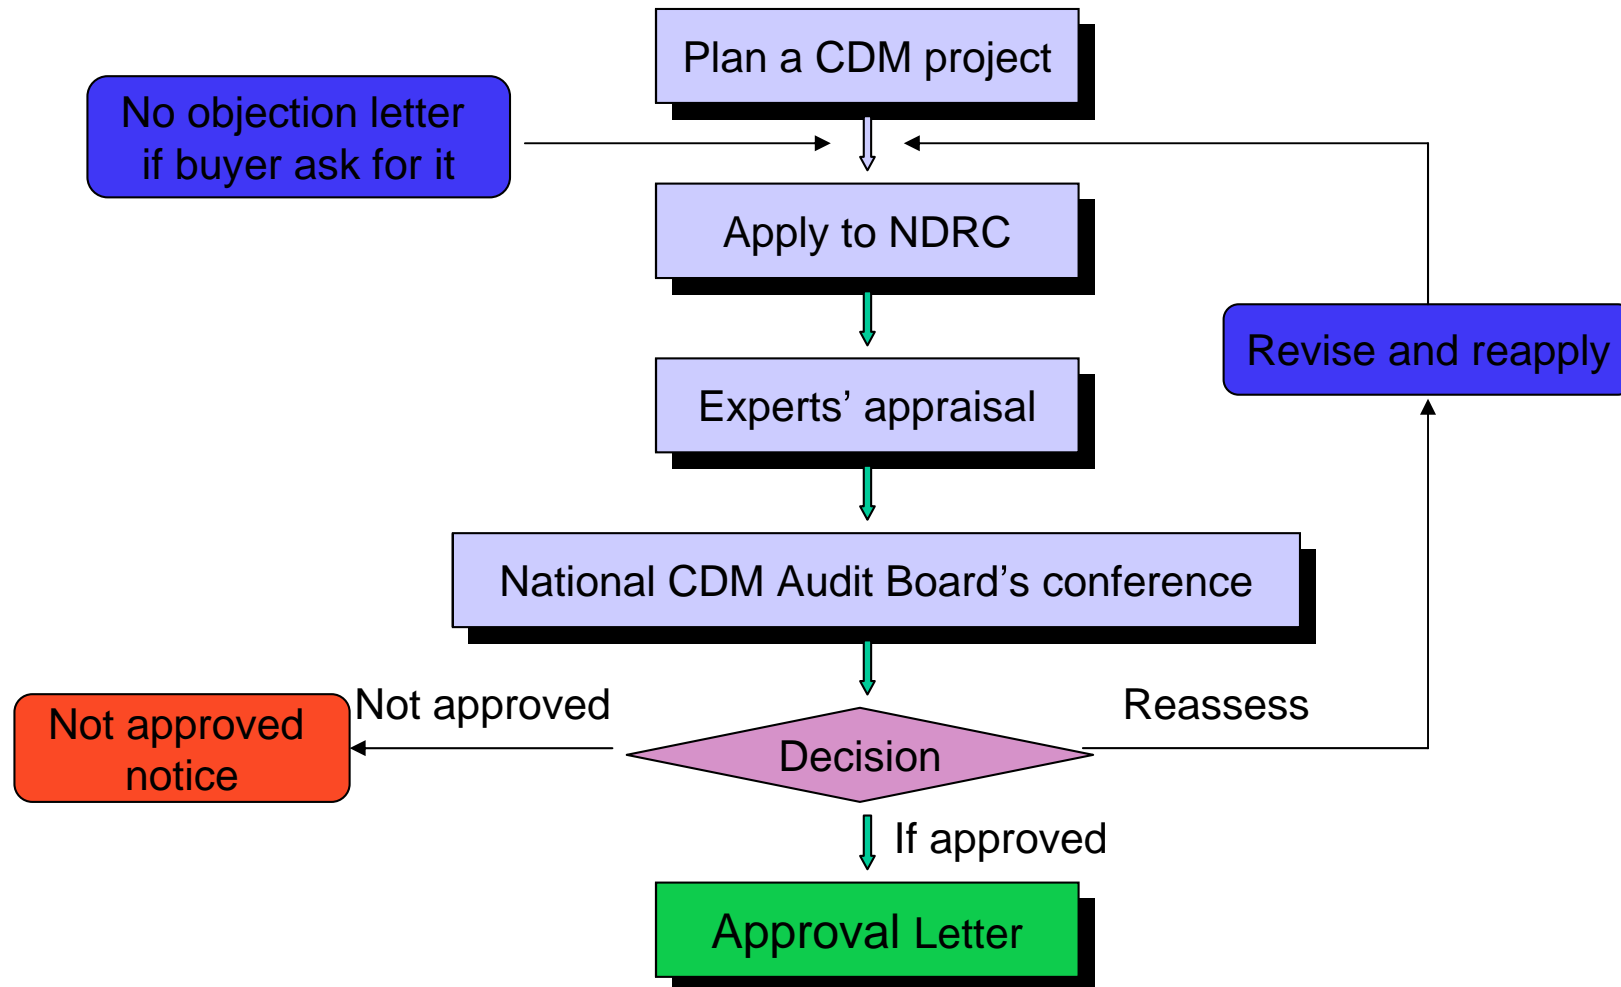 Plan a CDM project
No objection letter
if buyer ask for it
Apply to NDRC
Revise and reapply
Experts’ appraisal
National CDM Audit Board’s conference
Not approved
Reassess
Not approved
notice
Decision
If approved
Approval Letter